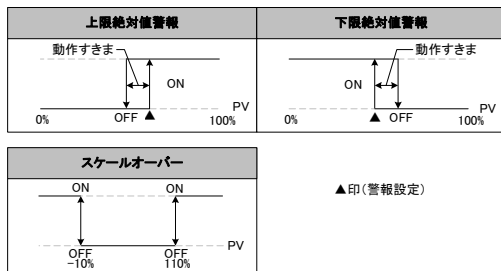 上限絶対値警報
動作すきま
ON
PV
0%
OFF ▲
100%
下限絶対値警報
動作すきま
ON
PV
0%
▲ OFF
100%
スケールオーバー
ON ON
PV
OFF OFF
-10% 110%
▲印(警報設定)